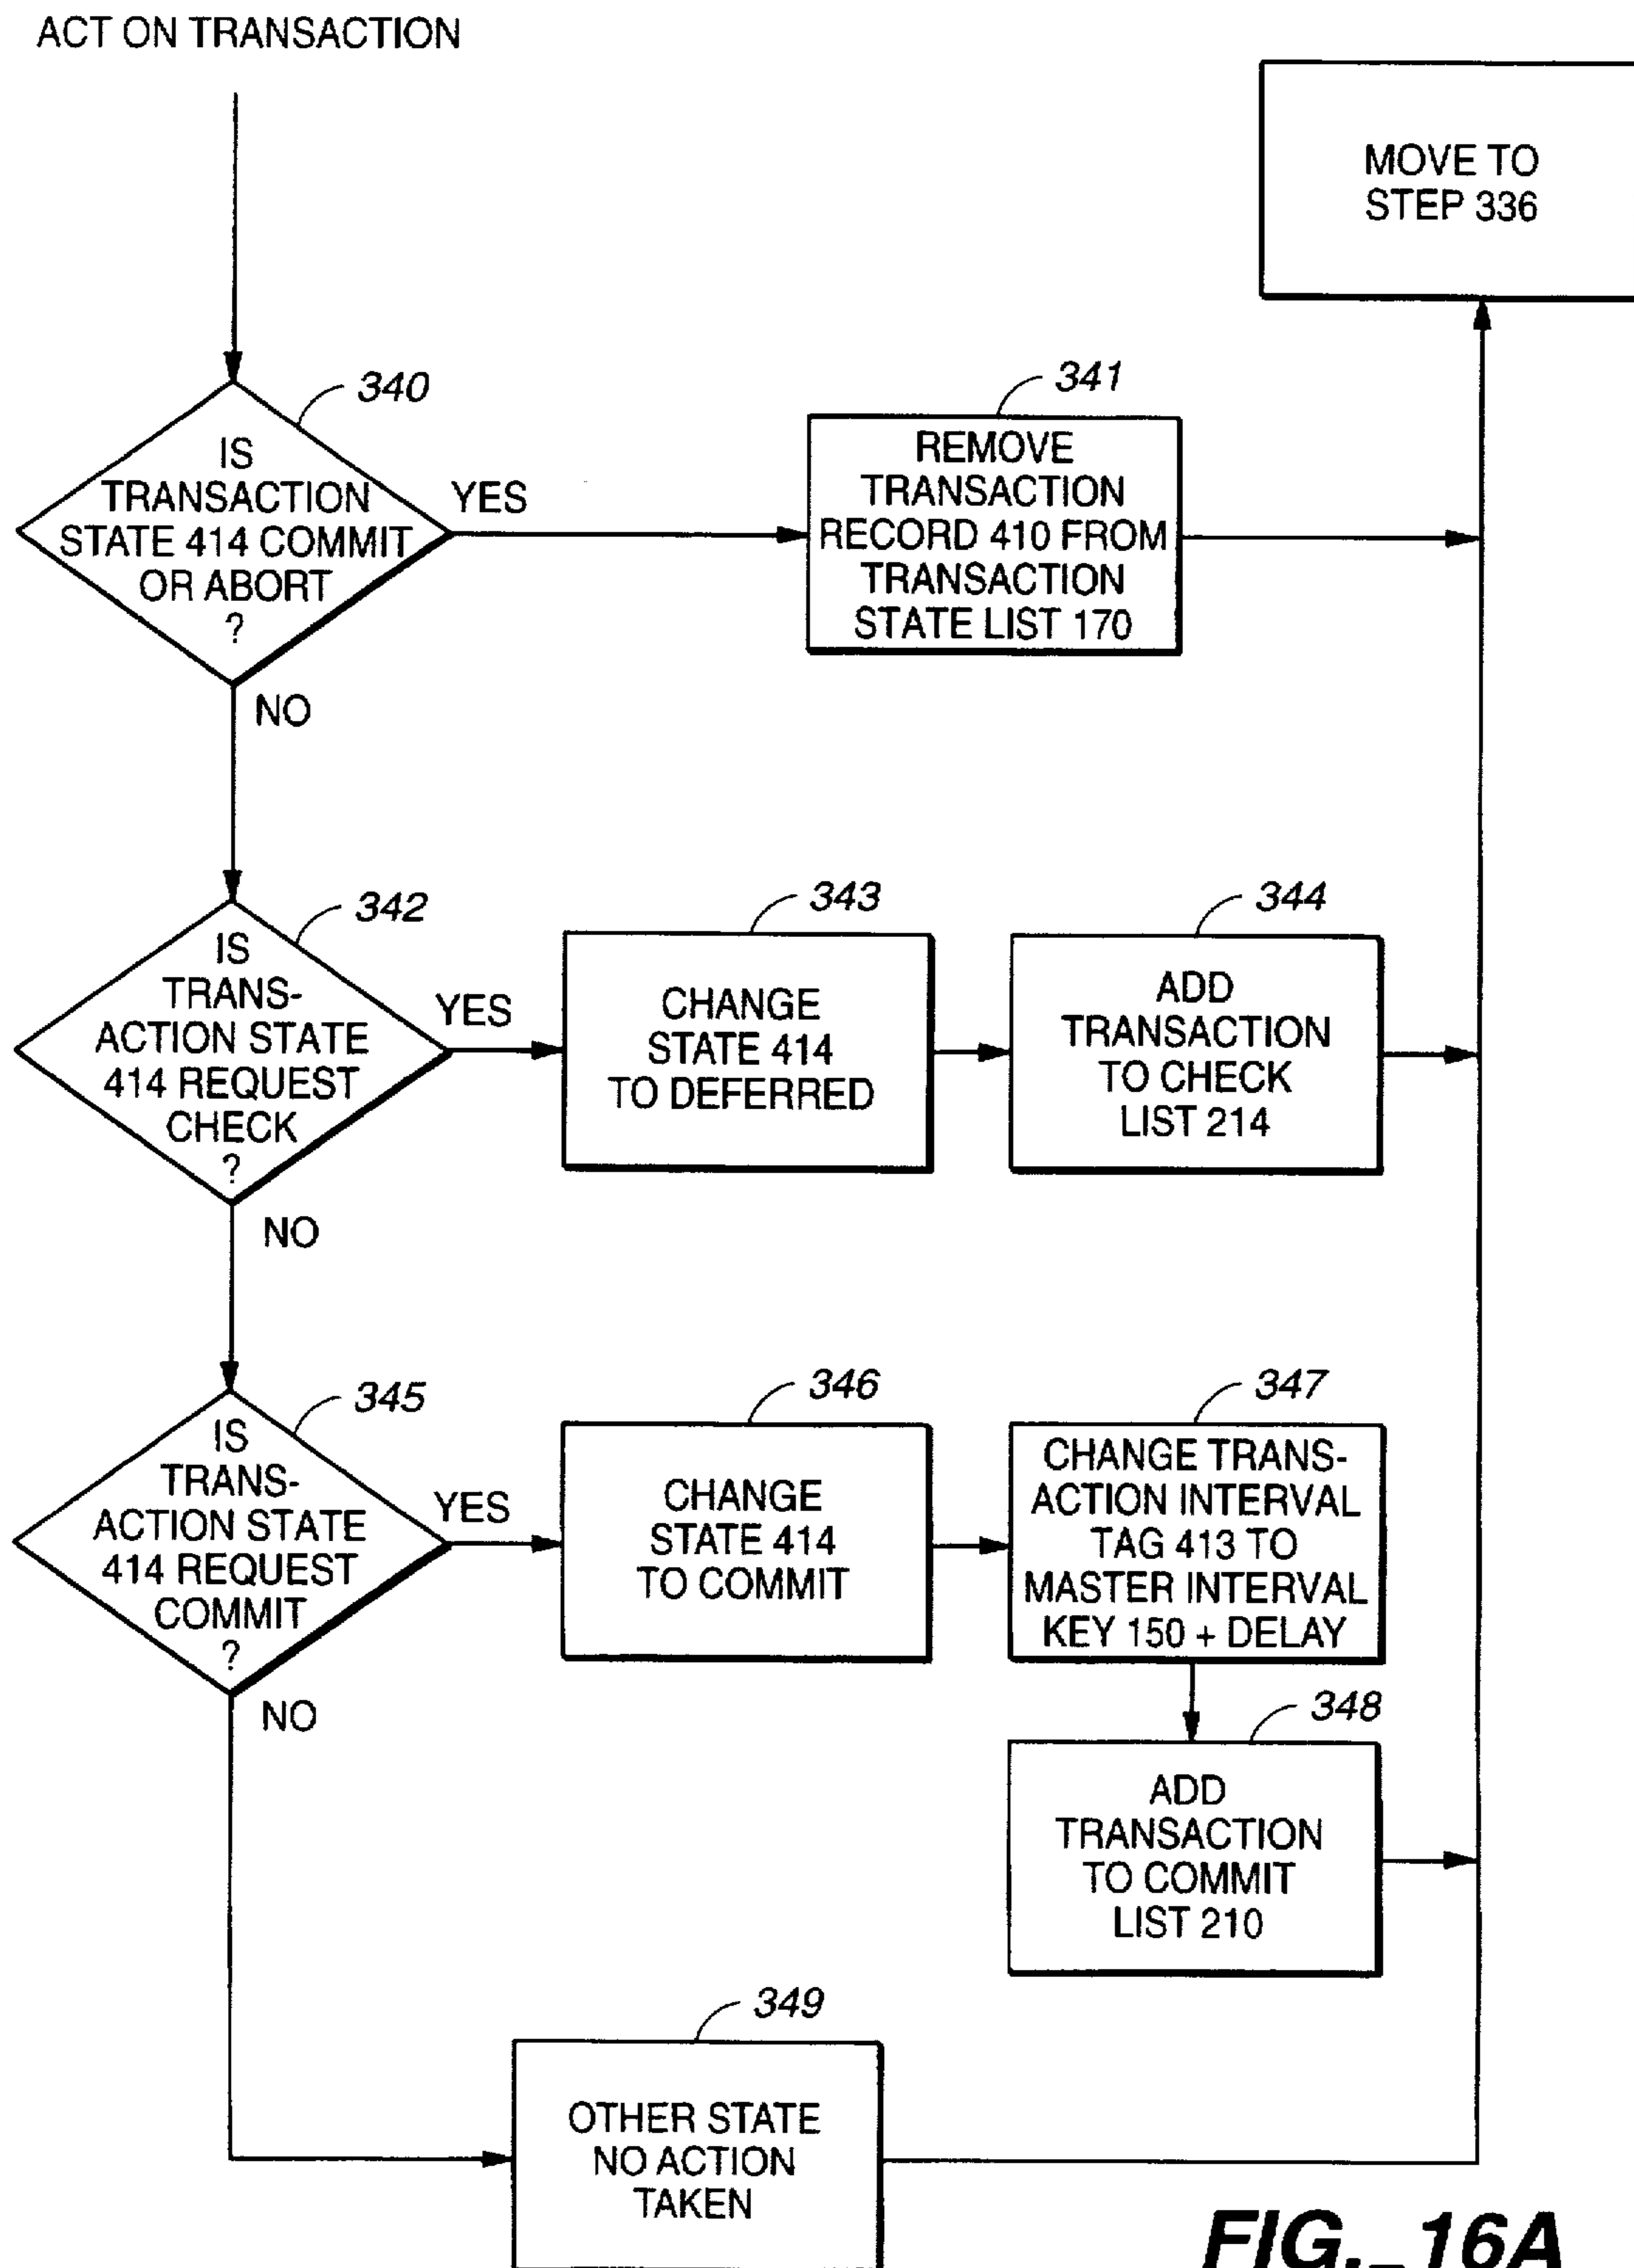 ACT ON TRANSACTION
MOVE TO
STEP 336
340
IS
TRANSACTION
STATE 414 COMMIT
OR ABORT
?
YES
NO
341
REMOVE
TRANSACTION
RECORD 410 FROM
TRANSACTION
STATE LIST 170
342
IS
TRANS-
ACTION STATE
414 REQUEST
CHECK
?
YES
NO
343
CHANGE
STATE 414
TO DEFERRED
344
ADD
TRANSACTION
TO CHECK
LIST 214
345
IS
TRANS-
ACTION STATE
414 REQUEST
COMMIT
?
YES
NO
346
CHANGE
STATE 414
TO COMMIT
347
CHANGE TRANS-
ACTION INTERVAL
TAG 413 TO
MASTER INTERVAL
KEY 150 + DELAY
348
ADD
TRANSACTION
TO COMMIT
LIST 210
349
OTHER STATE
NO ACTION
TAKEN
FIG._16A